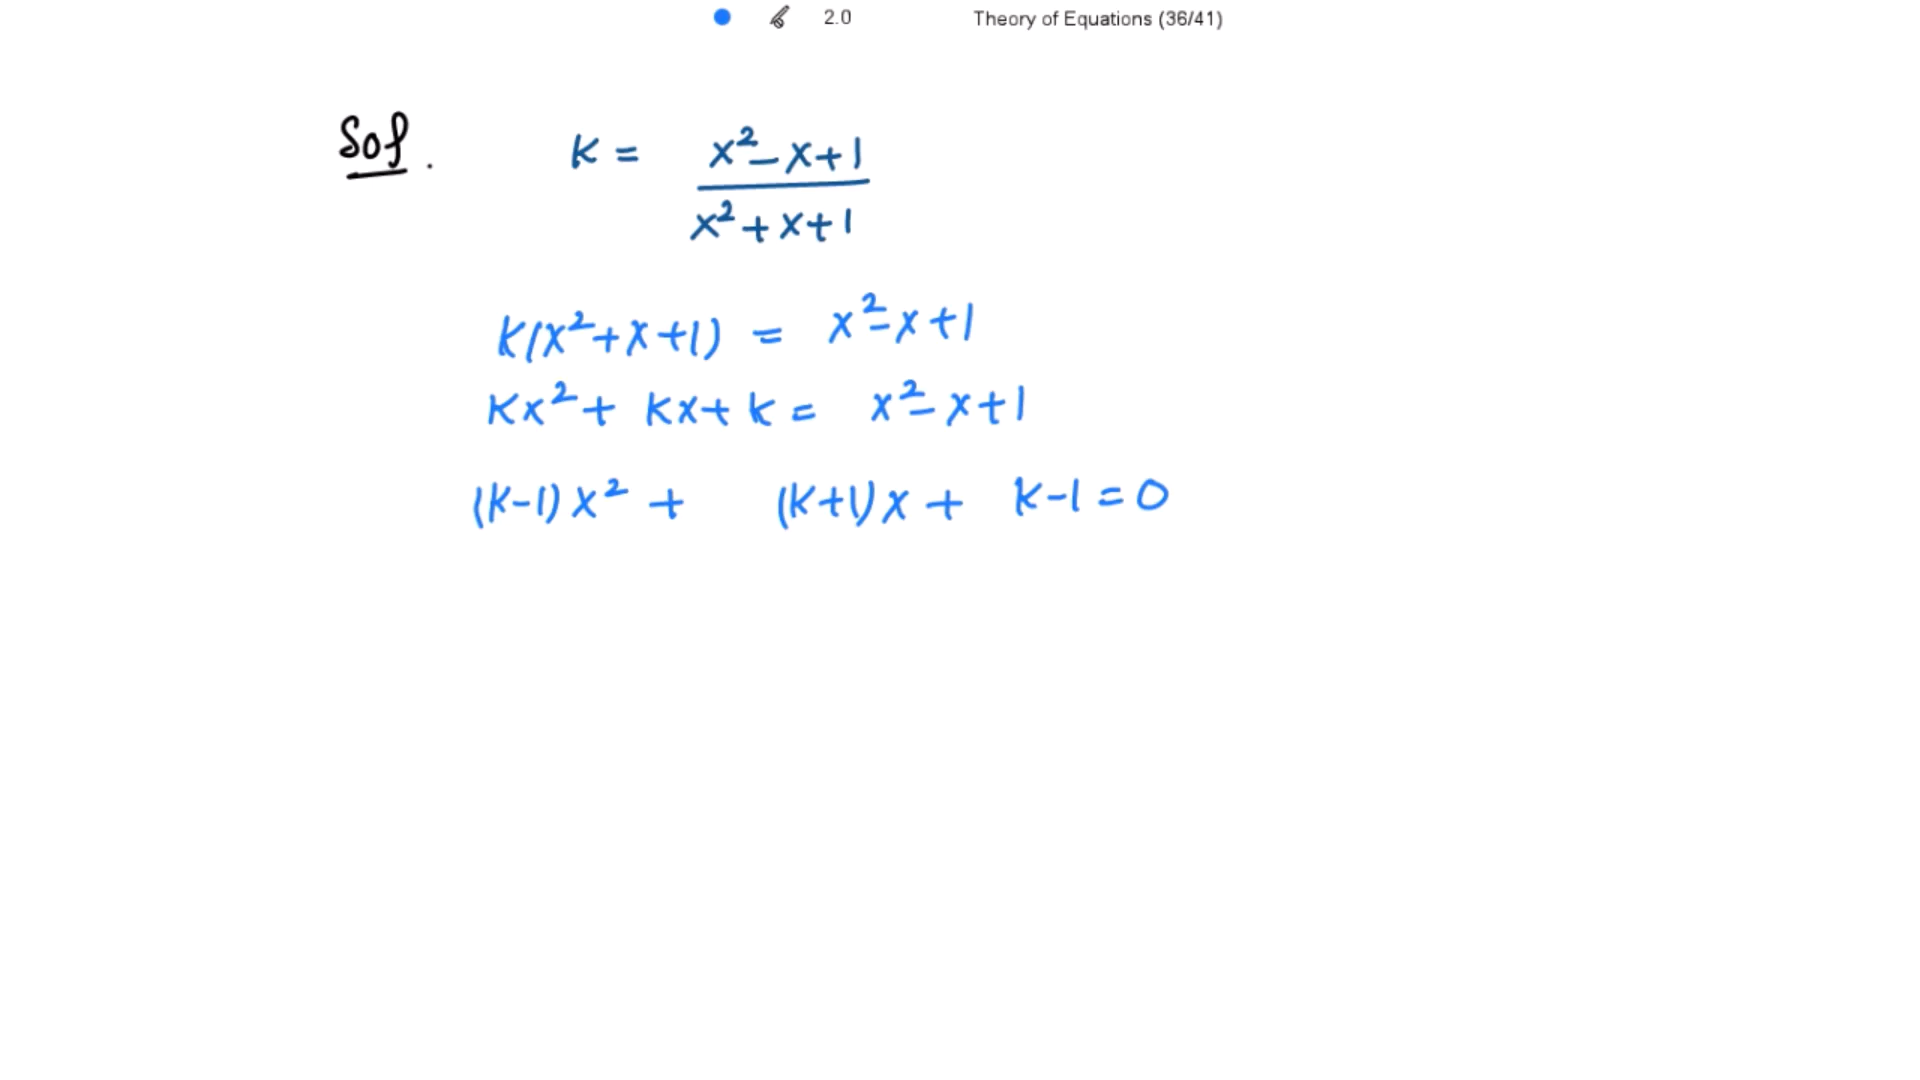 2.0 Theory of Equations (36/41)
Sol. K = x²-x+1 / x²+x+1
K(x²+x+1) = x²-x+1
Kx²+ Kx+ k = x²-x+1
(K-1)x² + (K+1)x + K-1 = 0